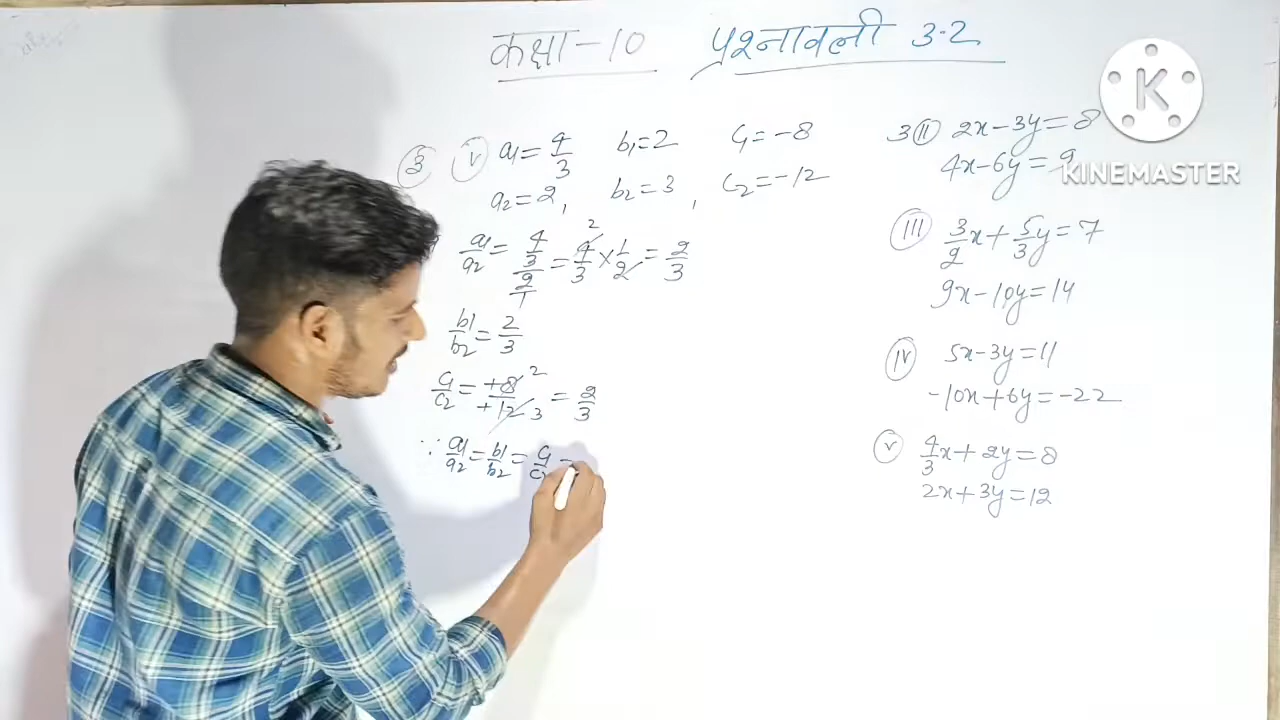 कक्षा - 10 प्रश्नावली 3.2
③ ⓥ a1 = 4/3 b1 = 2 C1 = -8
a2 = 2, b2 = 3, C2 = -12
a1/a2 = 4/3 / 2/1 = 4/3 × 1/2 = 2/3
b1/b2 = 2/3
C1/C2 = +8/+12 = 2/3
∵ a1/a2 = b1/b2 = C1/C2 =
3 (ii) 2x - 3y = 8
4x - 6y = 9
(iii) 3/2x + 5/3y = 7
9x - 10y = 14
(iv) 5x - 3y = 11
-10x + 6y = -22
(v) 4/3x + 2y = 8
2x + 3y = 12
K
KINEMASTER